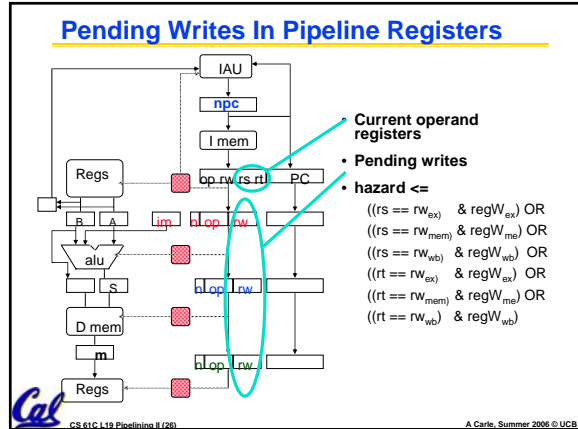 Pending Writes In Pipeline Registers
IAU
npc
I mem
Regs
op rw rs rt
PC
B
A
im
n op rw
alu
S
n op rw
D mem
m
n op rw
Regs
• Current operand registers
• Pending writes
• hazard <=
((rs == rwex) & regWex) OR
((rs == rwmem) & regWme) OR
((rs == rwwb) & regWwb) OR
((rt == rwex) & regWex) OR
((rt == rwmem) & regWme) OR
((rt == rwwb) & regWwb)
Cal
CS 61C L19 Pipelining II (26)
A Carle, Summer 2006 © UCB